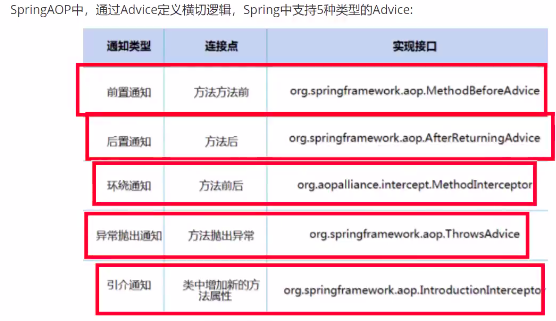 SpringAOP中，通过Advice定义横切逻辑，Spring中支持5种类型的Advice:
通知类型 连接点 实现接口
前置通知 方法方法前 org.springframework.aop.MethodBeforeAdvice
后置通知 方法后 org.springframework.aop.AfterReturningAdvice
环绕通知 方法前后 org.aopalliance.intercept.MethodInterceptor
异常抛出通知 方法抛出异常 org.springframework.aop.ThrowsAdvice
引介通知 类中增加新的方
法属性 org.springframework.aop.IntroductionInterceptor